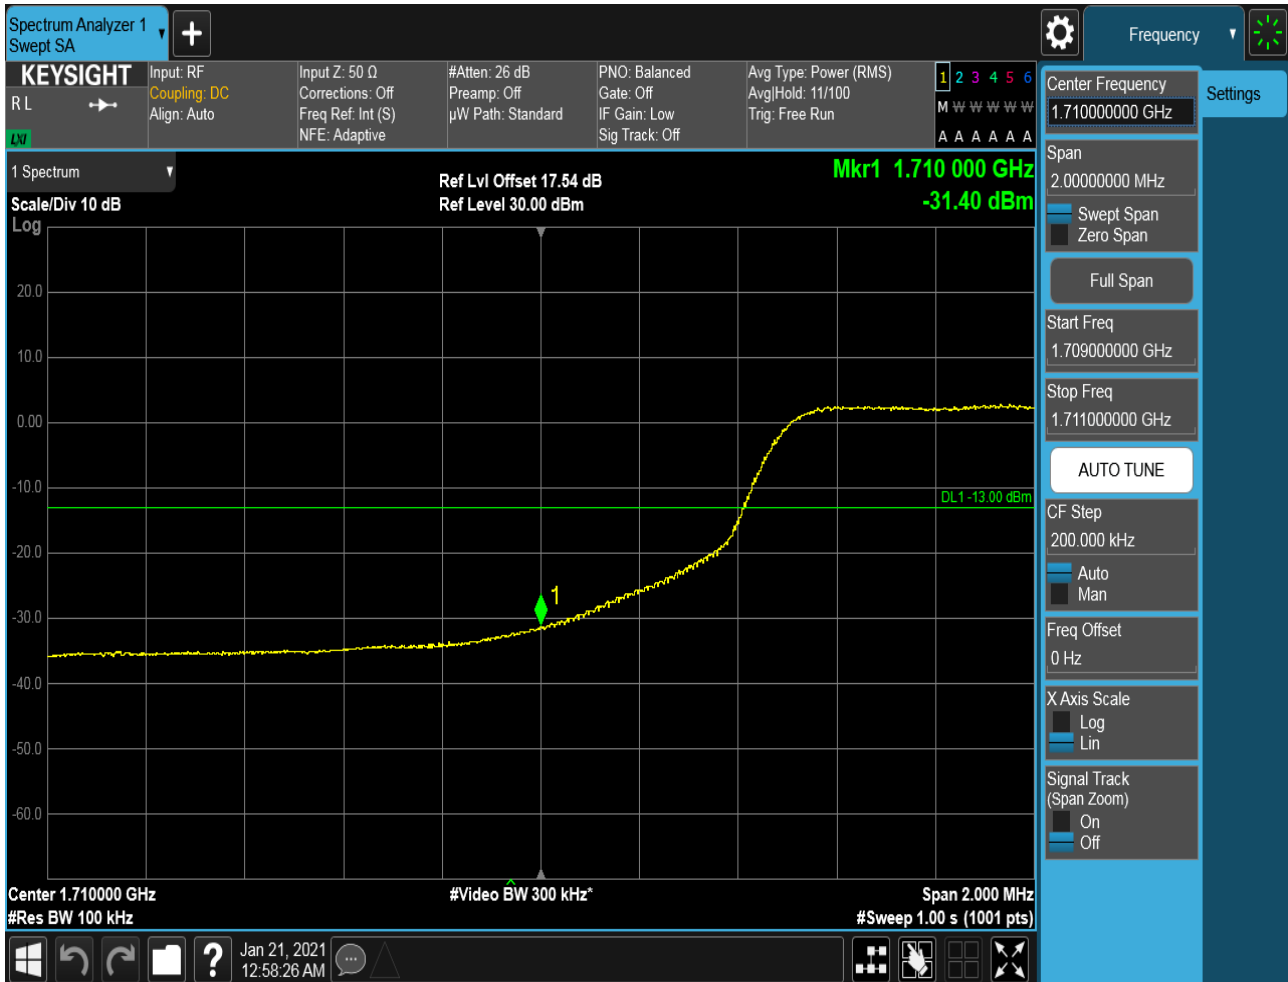 Spectrum Analyzer 1
Swept SA
Frequency
KEYSIGHT
R L
LXI
Input: RF
Coupling: DC
Align: Auto
Input Z: 50 Ω
Corrections: Off
Freq Ref: Int (S)
NFE: Adaptive
#Atten: 26 dB
Preamp: Off
µW Path: Standard
PNO: Balanced
Gate: Off
IF Gain: Low
Sig Track: Off
Avg Type: Power (RMS)
Avg|Hold: 11/100
Trig: Free Run
1 2 3 4 5 6
M W W W W W
A A A A A A
1 Spectrum
Scale/Div 10 dB
Log
Ref Lvl Offset 17.54 dB
Ref Level 30.00 dBm
Mkr1 1.710 000 GHz
-31.40 dBm
20.0
10.0
0.00
-10.0
DL1 -13.00 dBm
-20.0
1
-30.0
-40.0
-50.0
-60.0
Center 1.710000 GHz
#Res BW 100 kHz
#Video BW 300 kHz*
Span 2.000 MHz
#Sweep 1.00 s (1001 pts)
?
Jan 21, 2021
12:58:26 AM
Center Frequency
1.710000000 GHz
Settings
Span
2.00000000 MHz
Swept Span
Zero Span
Full Span
Start Freq
1.709000000 GHz
Stop Freq
1.711000000 GHz
AUTO TUNE
CF Step
200.000 kHz
Auto
Man
Freq Offset
0 Hz
X Axis Scale
Log
Lin
Signal Track
(Span Zoom)
On
Off